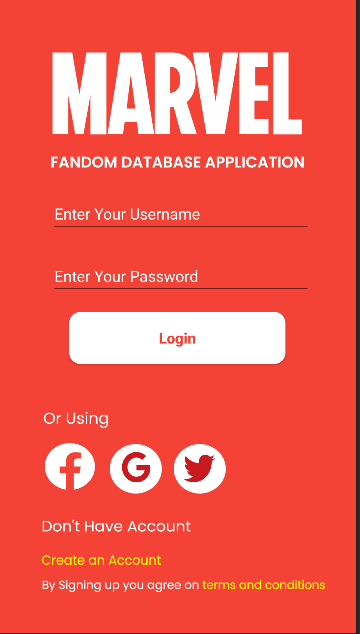 MARVEL
FANDOM DATABASE APPLICATION
Enter Your Username
Enter Your Password
Login
Or Using
Don't Have Account
Create an Account
By Signing up you agree on terms and conditions